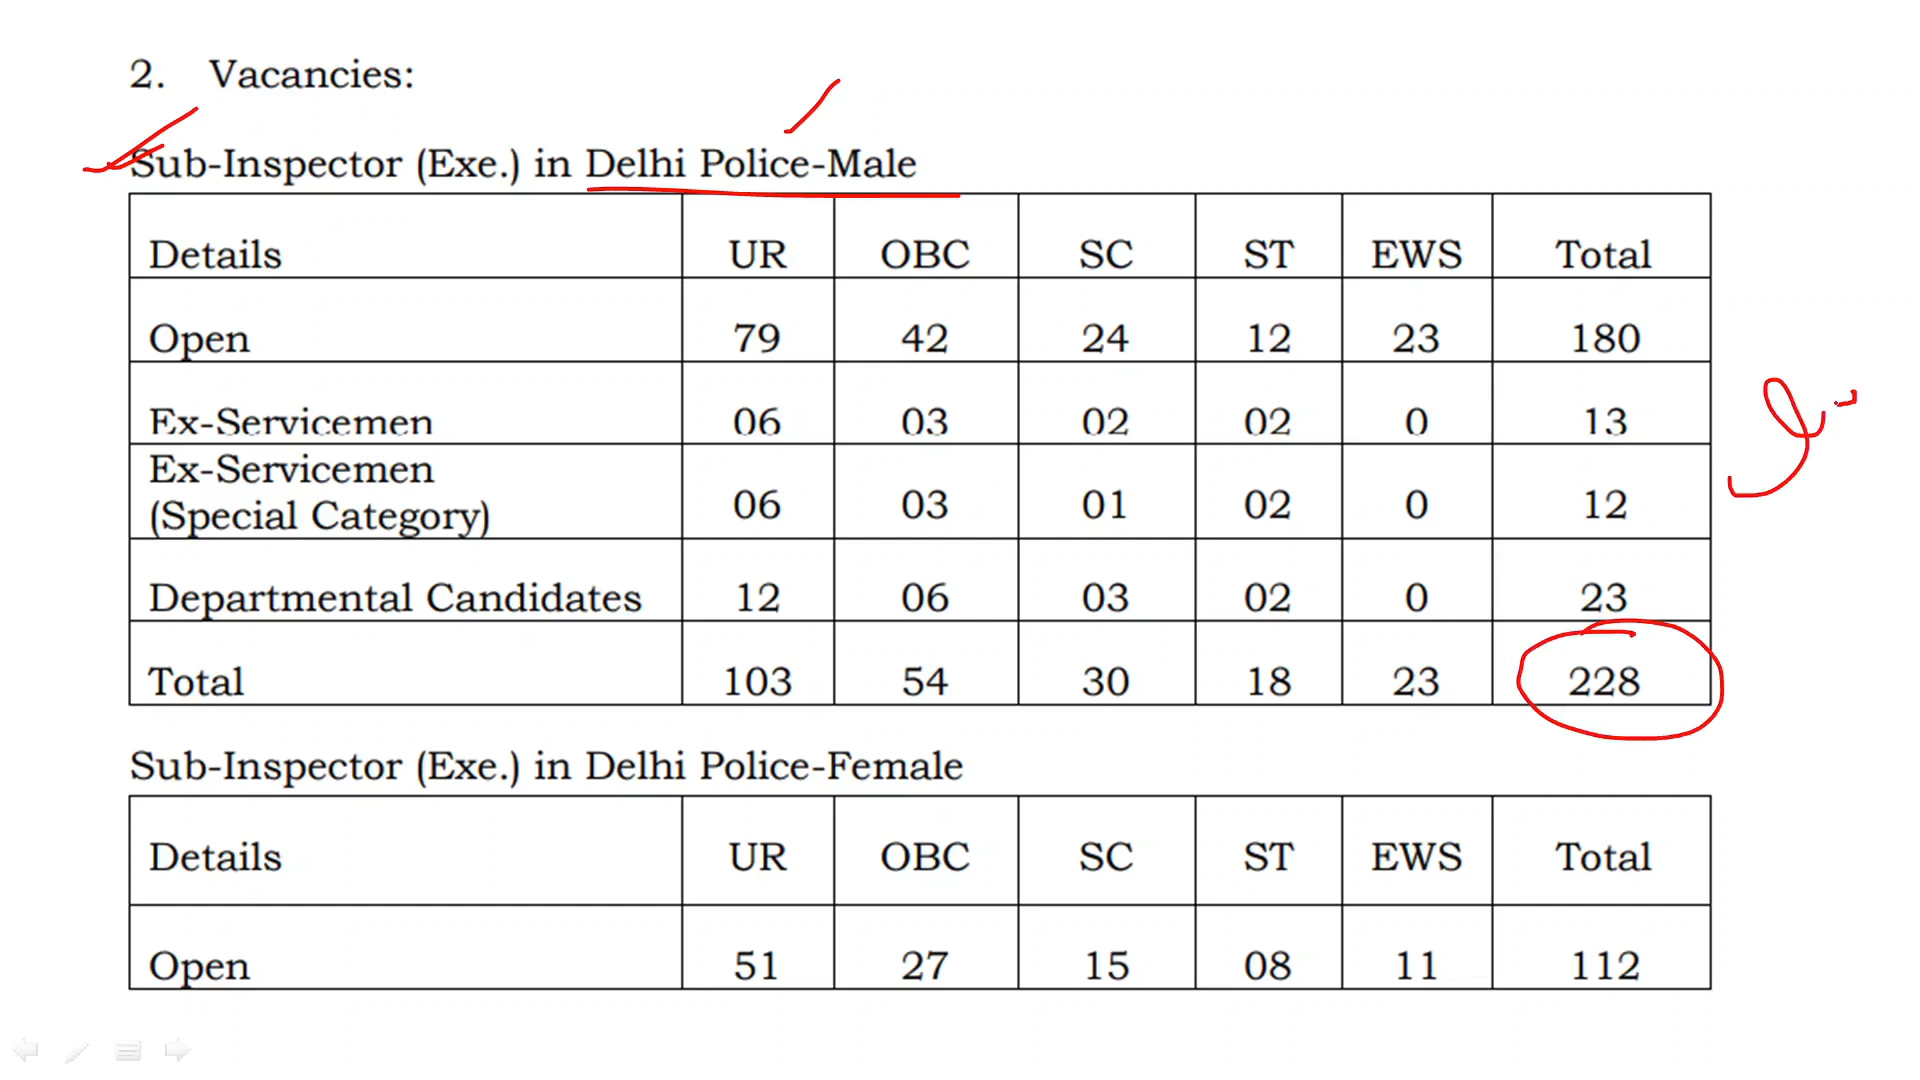 2. Vacancies:
Sub-Inspector (Exe.) in Delhi Police-Male
Details UR OBC SC ST EWS Total
Open 79 42 24 12 23 180
Ex-Servicemen 06 03 02 02 0 13
Ex-Servicemen
(Special Category) 06 03 01 02 0 12
Departmental Candidates 12 06 03 02 0 23
Total 103 54 30 18 23 228
Sub-Inspector (Exe.) in Delhi Police-Female
Details UR OBC SC ST EWS Total
Open 51 27 15 08 11 112